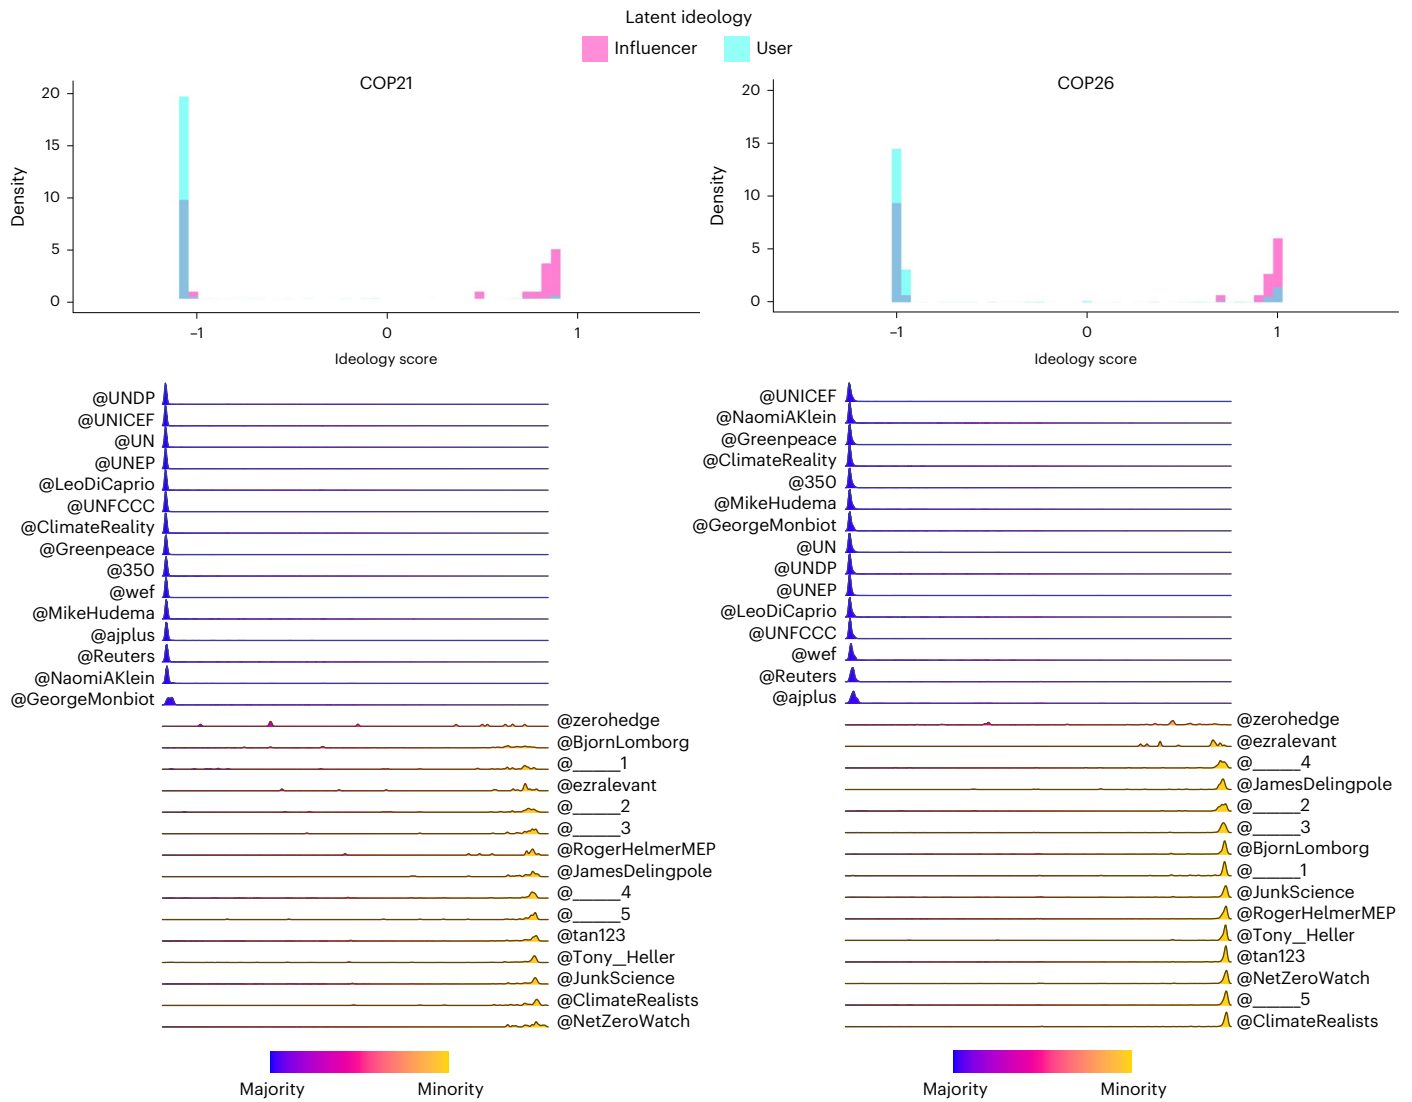 Latent ideology
Influencer User
COP21
20
15
10
5
0
Density
−1 0 1
Ideology score
@UNDP
@UNICEF
@UN
@UNEP
@LeoDiCaprio
@UNFCCC
@ClimateReality
@Greenpeace
@350
@wef
@MikeHudema
@ajplus
@Reuters
@NaomiAKlein
@GeorgeMonbiot
@zerohedge
@BjornLomborg
@_____1
@ezralevant
@_____2
@_____3
@RogerHelmerMEP
@JamesDelingpole
@_____4
@_____5
@tan123
@Tony__Heller
@JunkScience
@ClimateRealists
@NetZeroWatch
Majority Minority
COP26
20
15
10
5
0
Density
−1 0 1
Ideology score
@UNICEF
@NaomiAKlein
@Greenpeace
@ClimateReality
@350
@MikeHudema
@GeorgeMonbiot
@UN
@UNDP
@UNEP
@LeoDiCaprio
@UNFCCC
@wef
@Reuters
@ajplus
@zerohedge
@ezralevant
@_____4
@JamesDelingpole
@_____2
@_____3
@BjornLomborg
@_____1
@JunkScience
@RogerHelmerMEP
@Tony__Heller
@tan123
@NetZeroWatch
@_____5
@ClimateRealists
Majority Minority